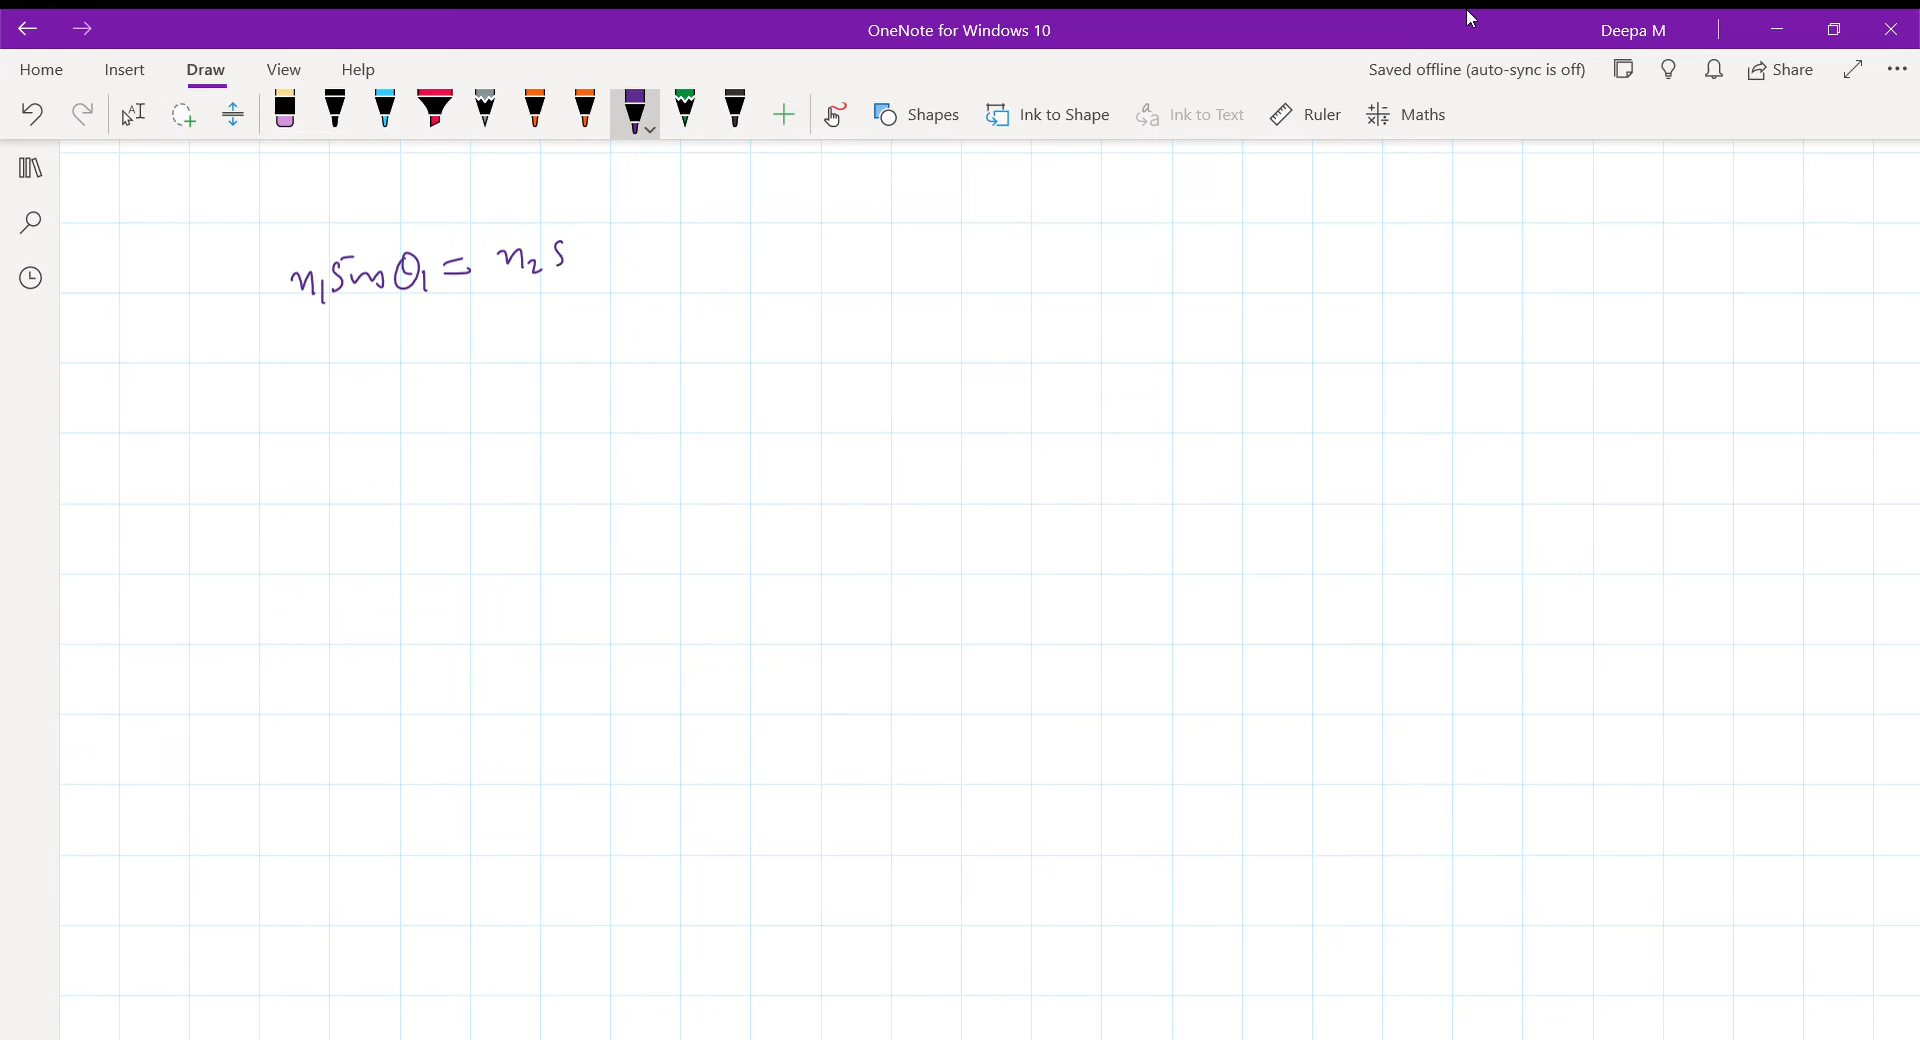 OneNote for Windows 10
Deepa M
Home Insert Draw View Help
Saved offline (auto-sync is off)
Share
Shapes Ink to Shape Ink to Text Ruler Maths
n₁ sin θ₁ = n₂ s